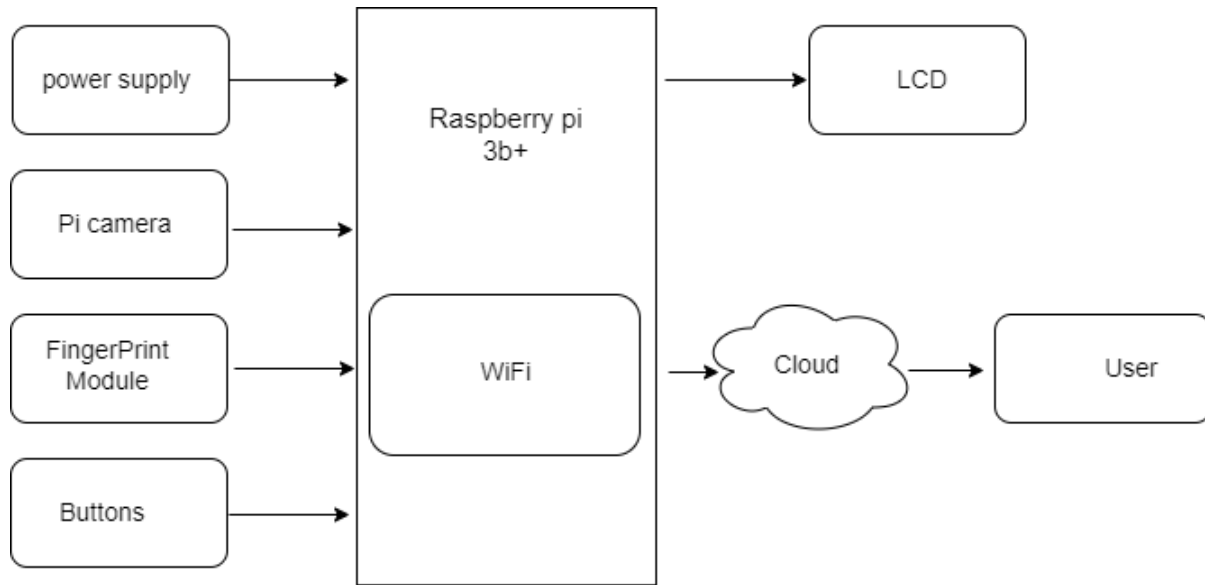 power supply
Pi camera
FingerPrint
Module
Buttons
Raspberry pi
3b+
WiFi
LCD
Cloud
User